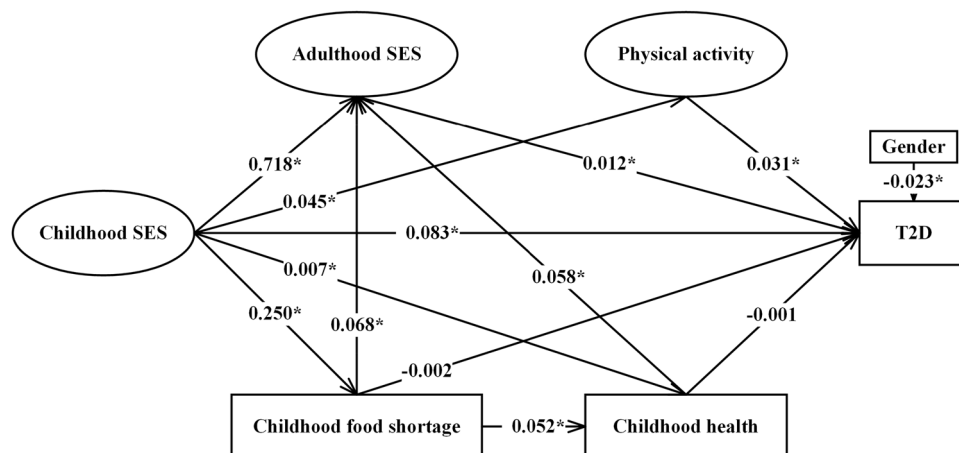 Adulthood SES
Physical activity
Gender
0.718*
0.012*
0.031*
-0.023*
0.045*
Childhood SES
0.083*
T2D
0.007*
0.058*
0.250*
0.068*
-0.001
-0.002
Childhood food shortage
0.052*
Childhood health